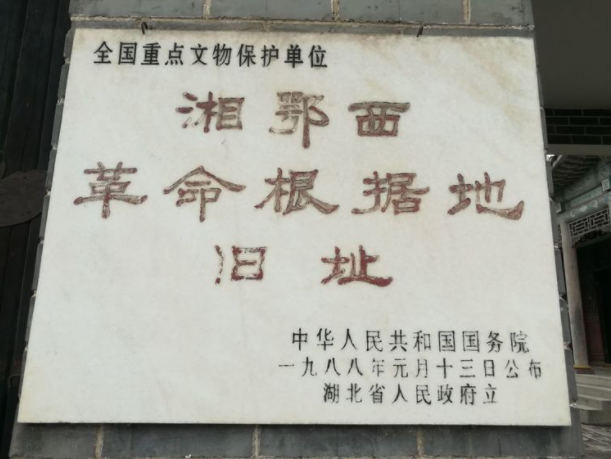 全国重点文物保护单位
湘鄂西
革命根据地
旧址
中华人民共和国国务院
一九八八年元月十三日公布
湖北省人民政府立